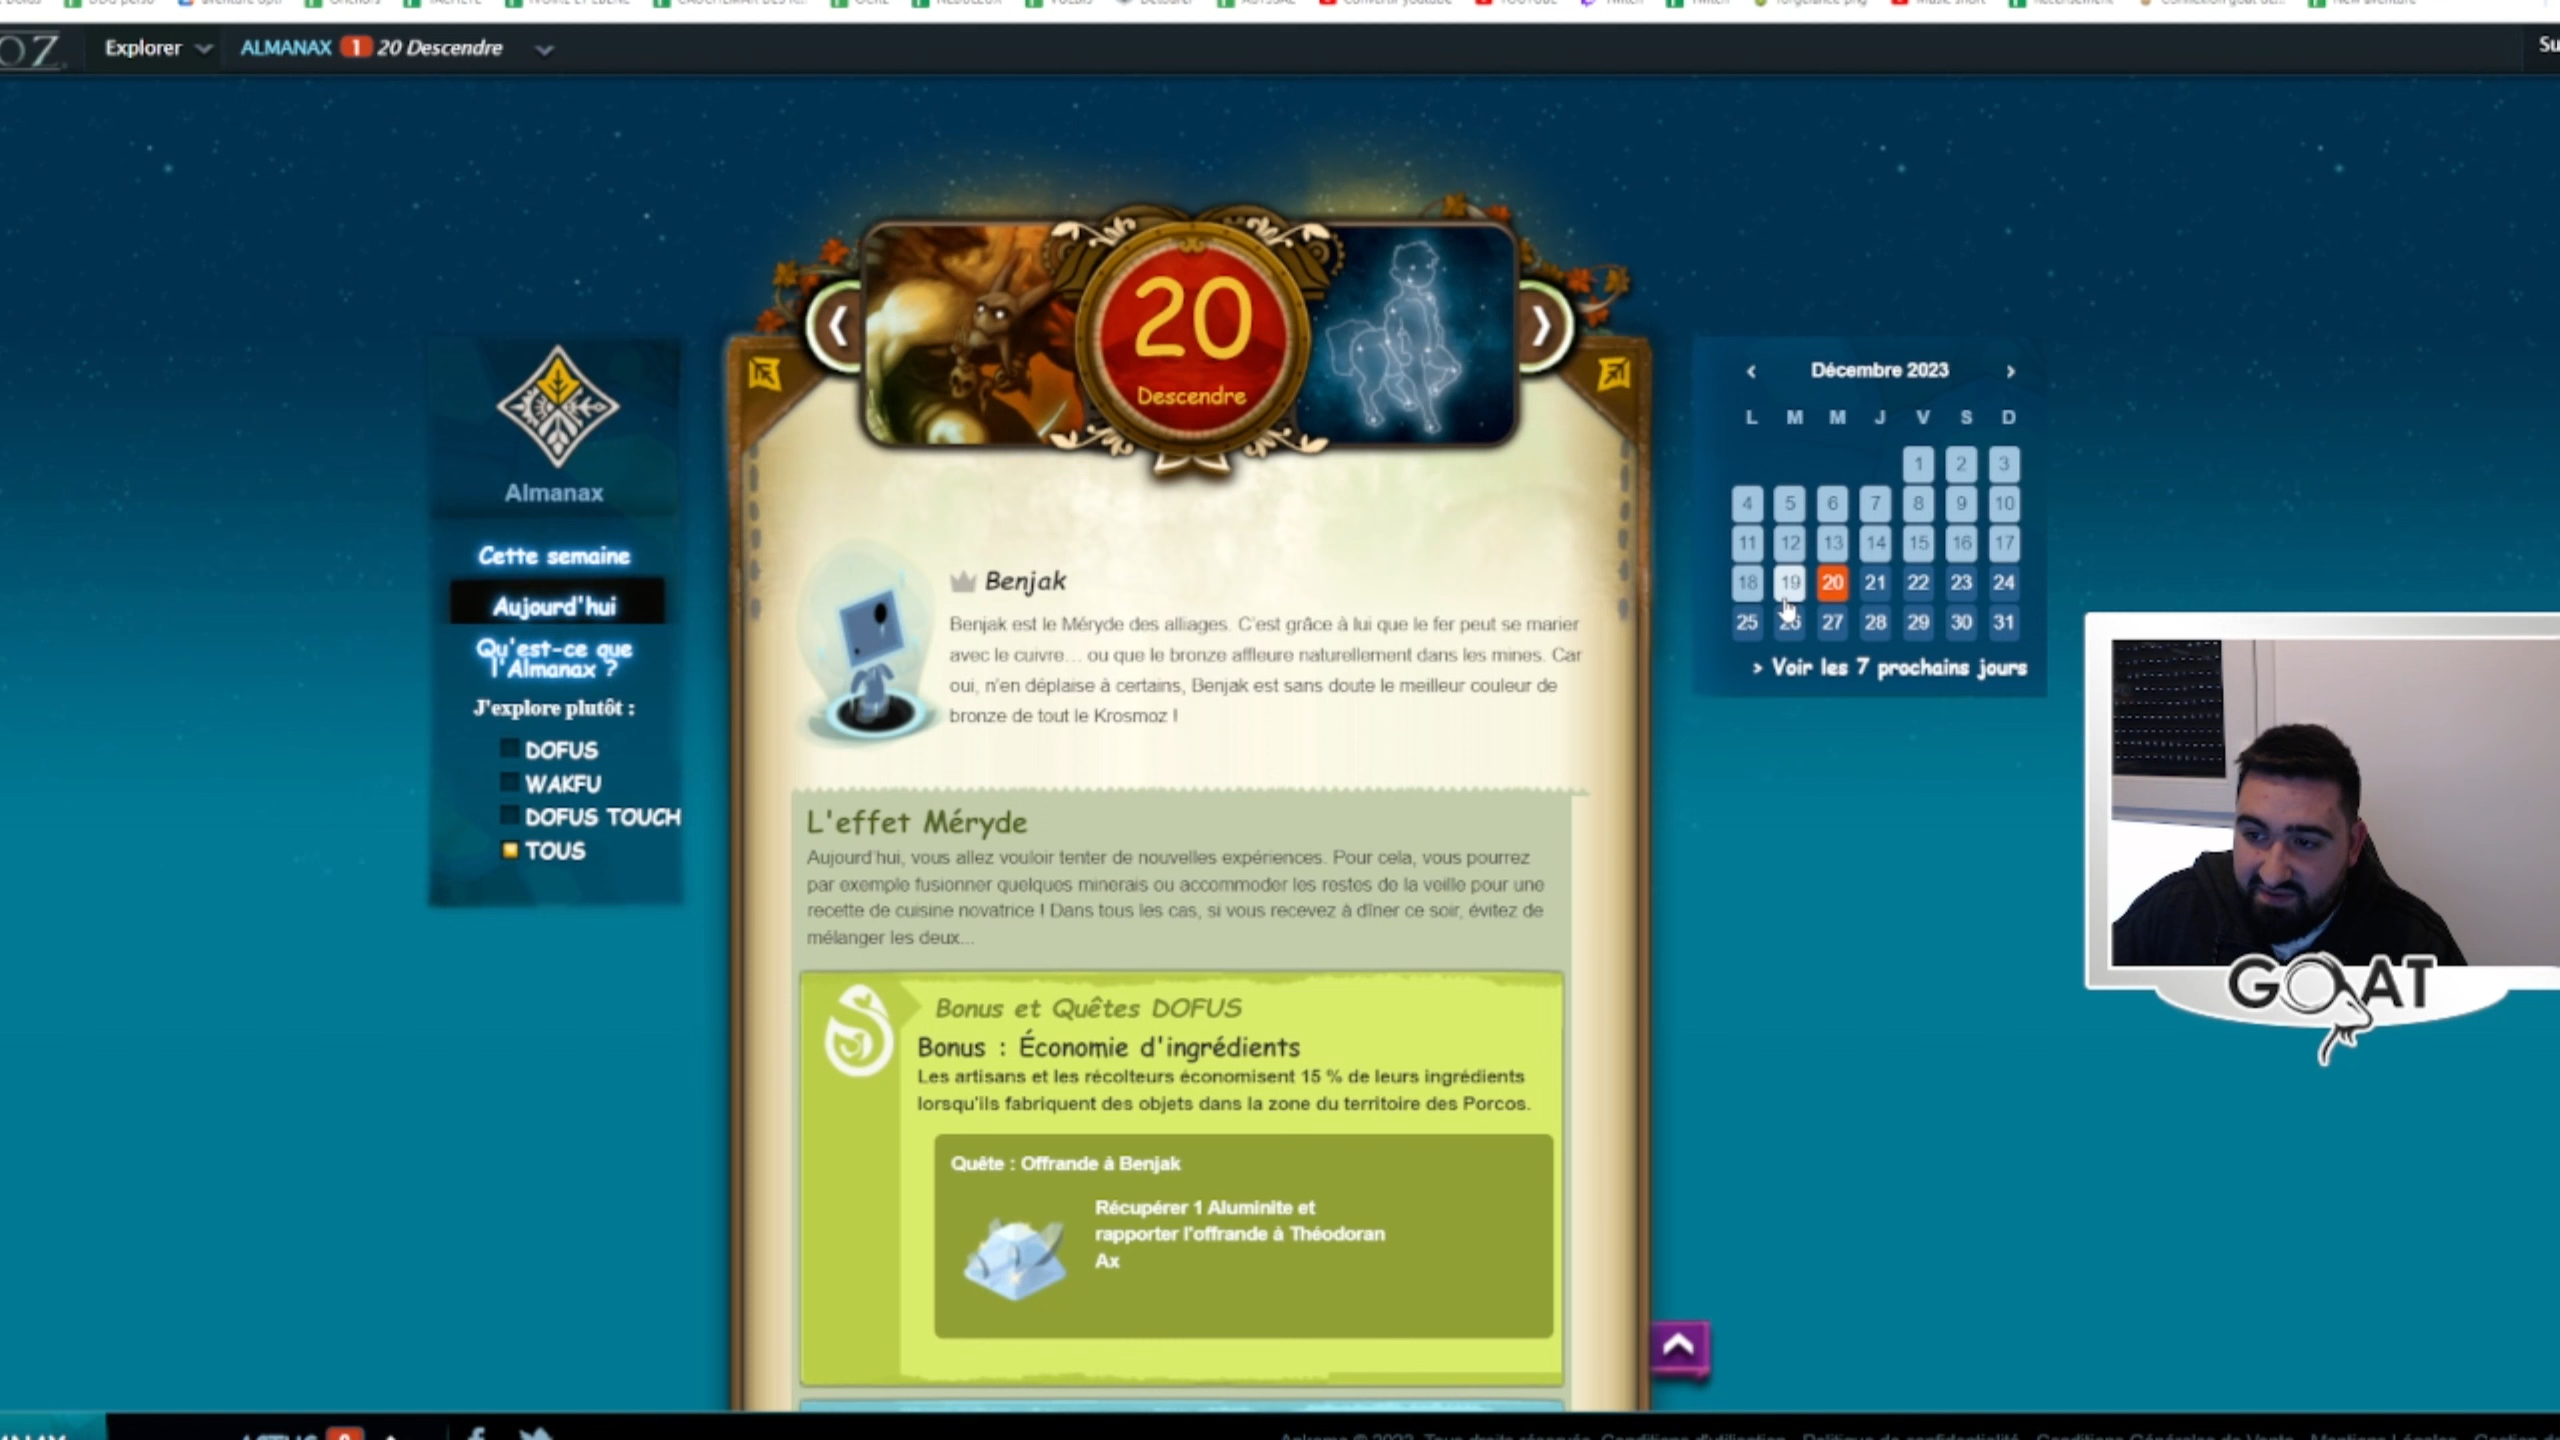 OZ
Explorer
ALMANAX 1 20 Descendre
20
Descendre
Almanax
Cette semaine
Aujourd'hui
Qu'est-ce que
l'Almanax ?
J'explore plutôt :
DOFUS
WAKFU
DOFUS TOUCH
TOUS
Benjak
Benjak est le Méryde des alliages. C'est grâce à lui que le fer peut se marier
avec le cuivre... ou que le bronze affleure naturellement dans les mines. Car
oui, n'en déplaise à certains, Benjak est sans doute le meilleur couleur de
bronze de tout le Krosmoz !
L'effet Méryde
Aujourd'hui, vous allez vouloir tenter de nouvelles expériences. Pour cela, vous pourrez
par exemple fusionner quelques minerais ou accommoder les restes de la veille pour une
recette de cuisine novatrice ! Dans tous les cas, si vous recevez à dîner ce soir, évitez de
mélanger les deux...
Bonus et Quêtes DOFUS
Bonus : Économie d'ingrédients
Les artisans et les récolteurs économisent 15 % de leurs ingrédients
lorsqu'ils fabriquent des objets dans la zone du territoire des Porcos.
Quête : Offrande à Benjak
Récupérer 1 Aluminite et
rapporter l'offrande à Théodoran
Ax
Décembre 2023
L M M J V S D
1 2 3
4 5 6 7 8 9 10
11 12 13 14 15 16 17
18 19 20 21 22 23 24
25 26 27 28 29 30 31
> Voir les 7 prochains jours
GOAT